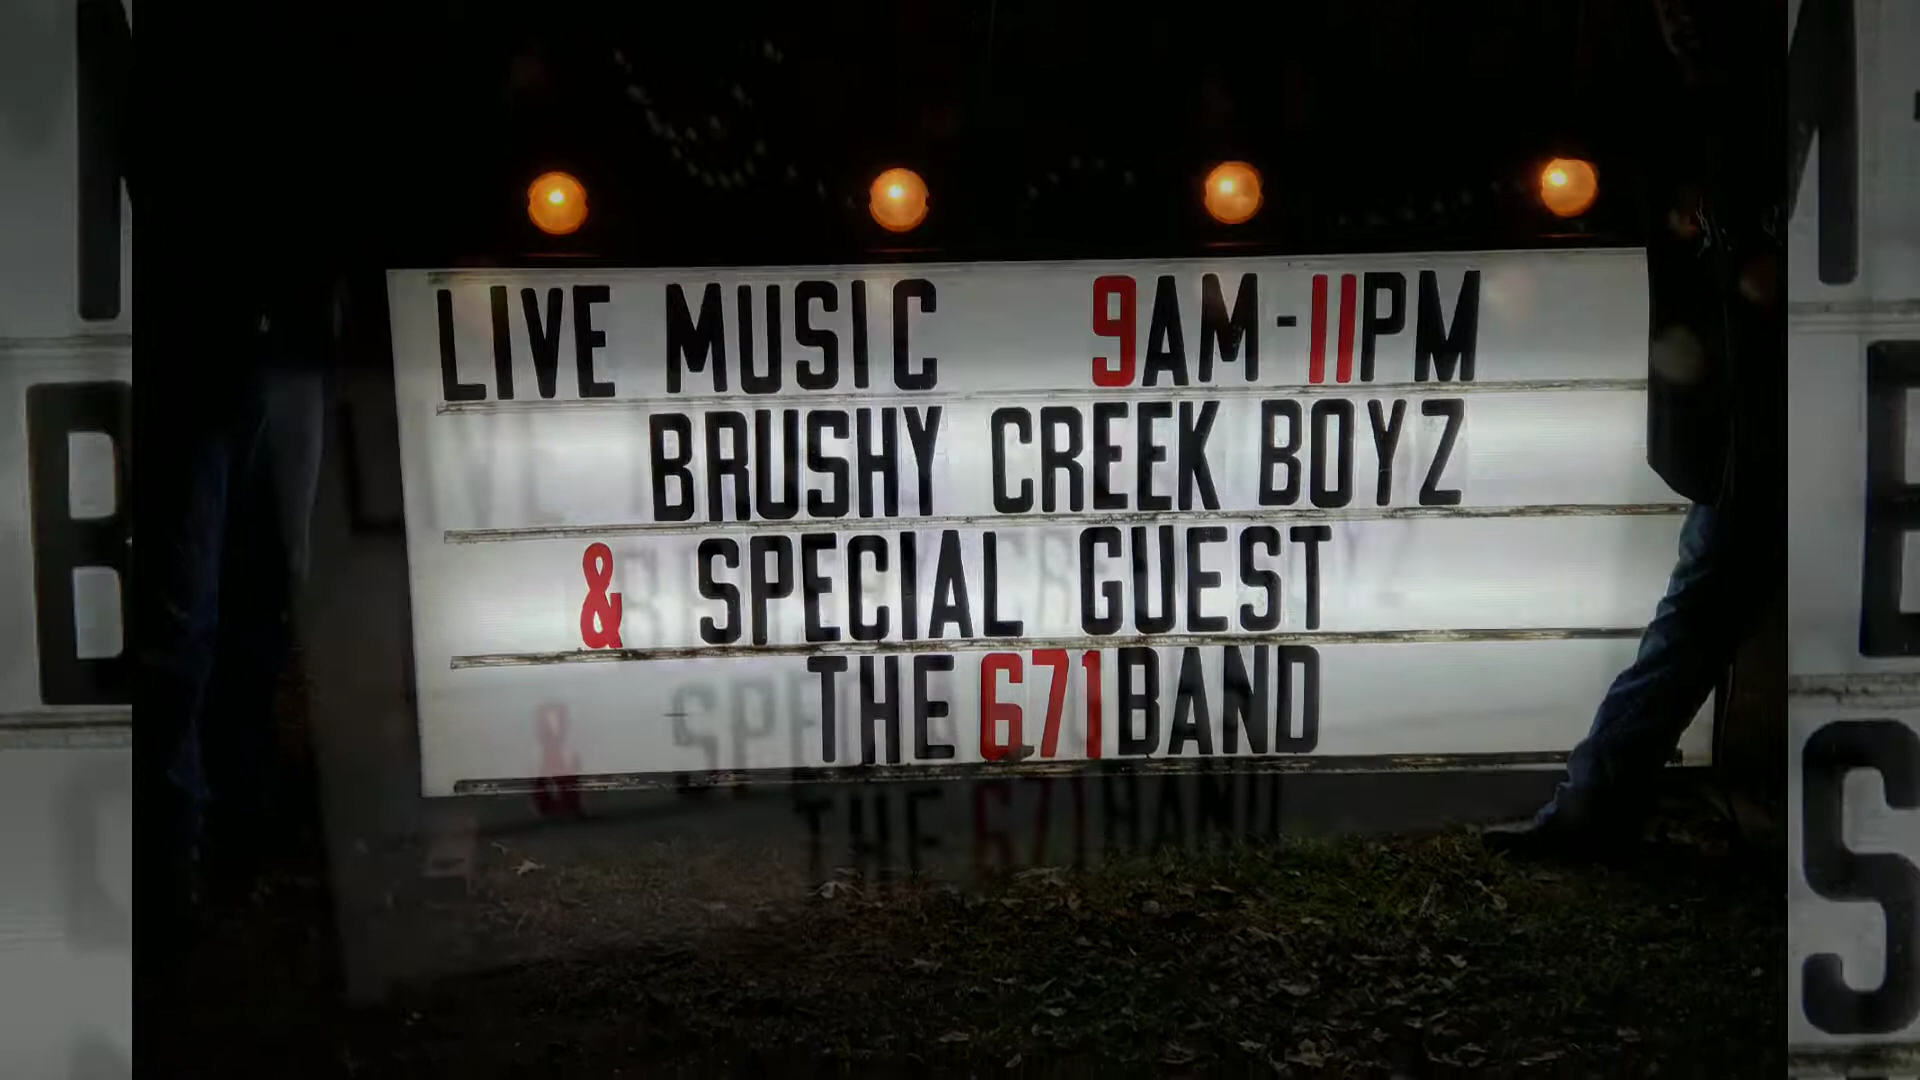 LIVE MUSIC 9AM-11PM
BRUSHY CREEK BOYZ
& SPECIAL GUEST
THE 671 BAND